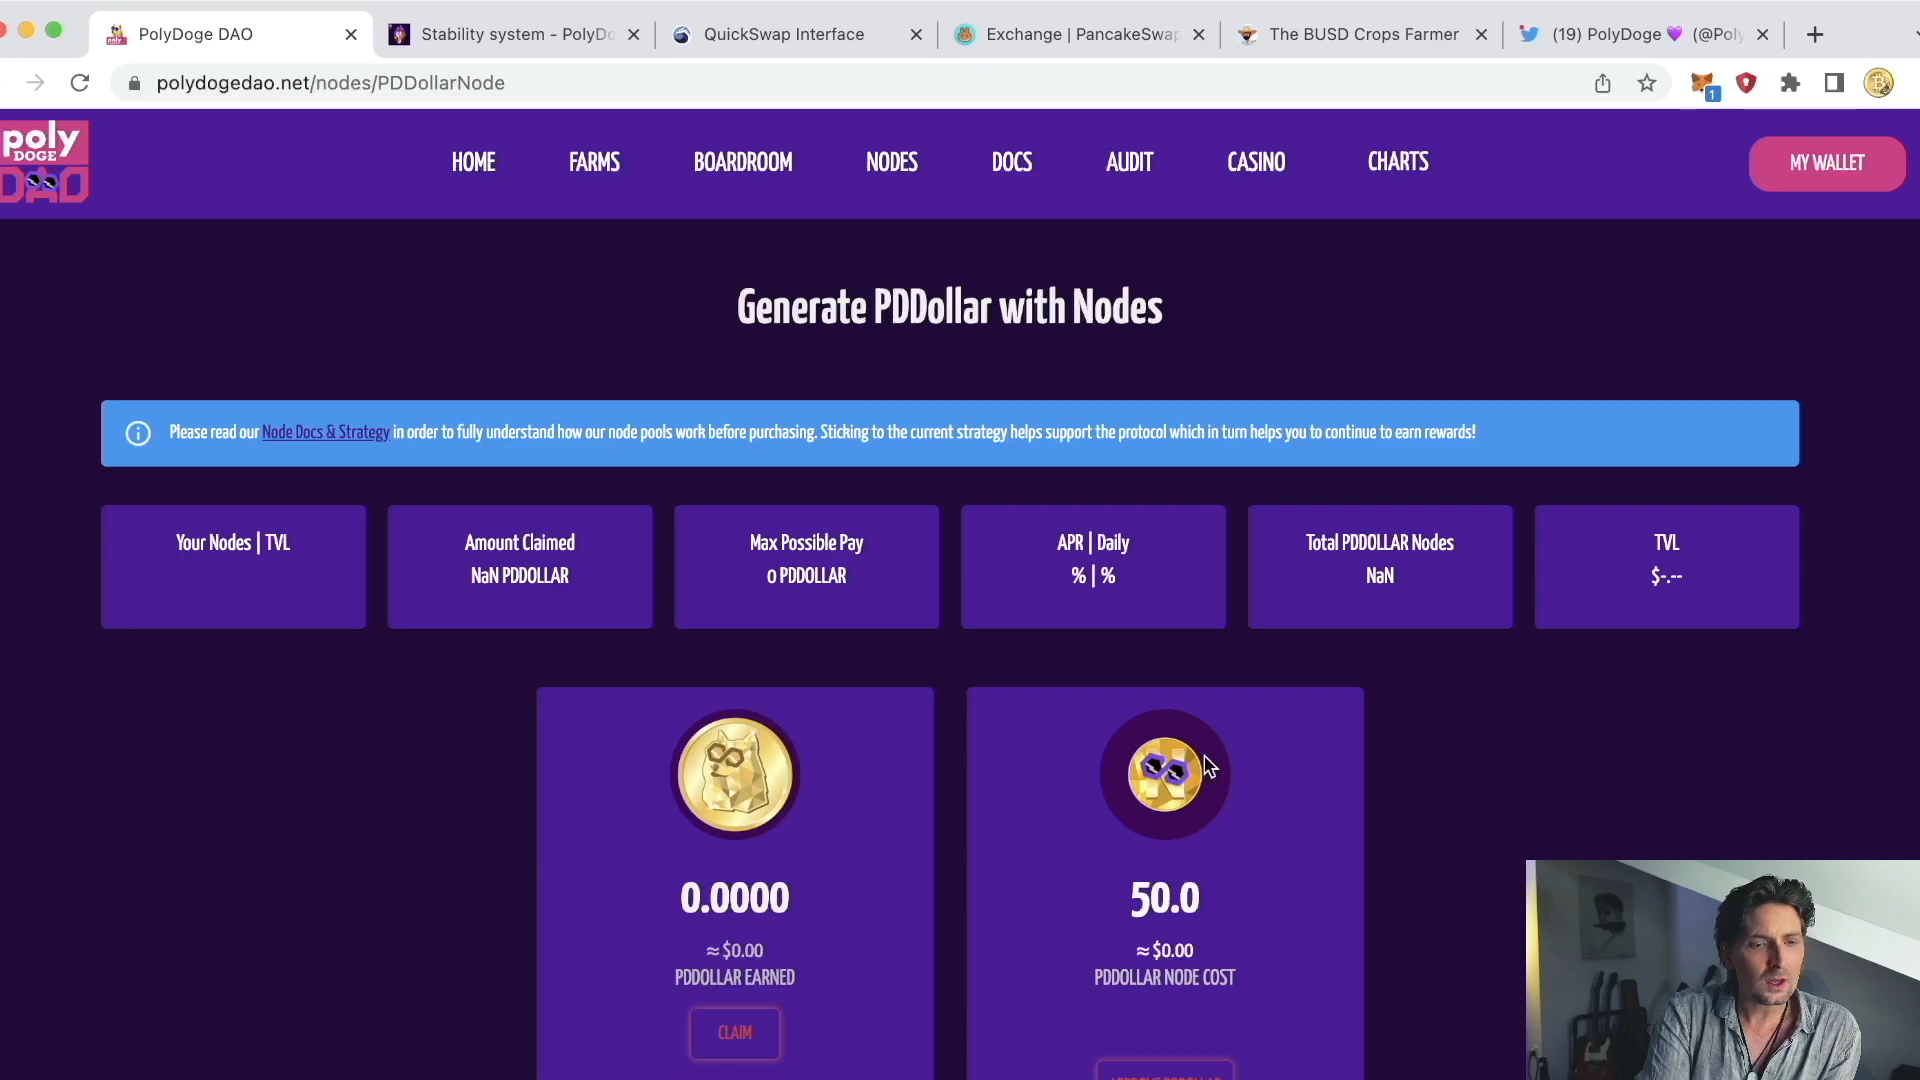 PolyDoge DAO
Stability system - PolyDo
QuickSwap Interface
Exchange | PancakeSwap
The BUSD Crops Farmer
(19) PolyDoge 💜 (@Poly
polydogedao.net/nodes/PDDollarNode
1
poly
DOGE
DAO
HOME
FARMS
BOARDROOM
NODES
DOCS
AUDIT
CASINO
CHARTS
MY WALLET
Generate PDDollar with Nodes
Please read our Node Docs & Strategy in order to fully understand how our node pools work before purchasing. Sticking to the current strategy helps support the protocol which in turn helps you to continue to earn rewards!
Your Nodes | TVL
Amount Claimed
NaN PDDOLLAR
Max Possible Pay
0 PDDOLLAR
APR | Daily
% | %
Total PDDOLLAR Nodes
NaN
TVL
$-.--
0.0000
≈ $0.00
PDDOLLAR EARNED
CLAIM
50.0
≈ $0.00
PDDOLLAR NODE COST